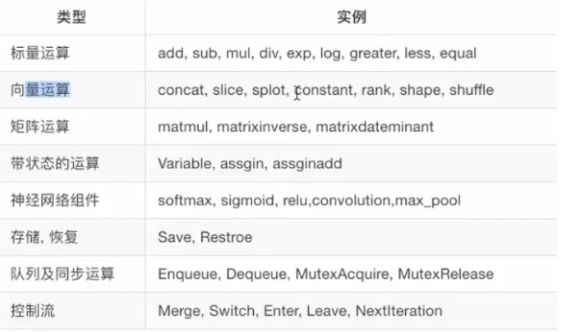 类型 实例
标量运算 add, sub, mul, div, exp, log, greater, less, equal
向量运算 concat, slice, splot, constant, rank, shape, shuffle
矩阵运算 matmul, matrixinverse, matrixdateminant
带状态的运算 Variable, assgin, assginadd
神经网络组件 softmax, sigmoid, relu,convolution,max_pool
存储, 恢复 Save, Restroe
队列及同步运算 Enqueue, Dequeue, MutexAcquire, MutexRelease
控制流 Merge, Switch, Enter, Leave, NextIteration